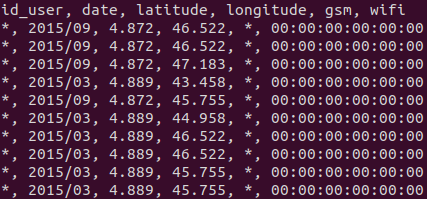 id_user, date, latitude, longitude, gsm, wifi
*, 2015/09, 4.872, 46.522, *, 00:00:00:00:00:00
*, 2015/09, 4.872, 46.522, *, 00:00:00:00:00:00
*, 2015/09, 4.872, 47.183, *, 00:00:00:00:00:00
*, 2015/03, 4.889, 43.458, *, 00:00:00:00:00:00
*, 2015/09, 4.872, 45.755, *, 00:00:00:00:00:00
*, 2015/03, 4.889, 44.958, *, 00:00:00:00:00:00
*, 2015/03, 4.889, 46.522, *, 00:00:00:00:00:00
*, 2015/03, 4.889, 46.522, *, 00:00:00:00:00:00
*, 2015/03, 4.889, 45.755, *, 00:00:00:00:00:00
*, 2015/03, 4.889, 45.755, *, 00:00:00:00:00:00